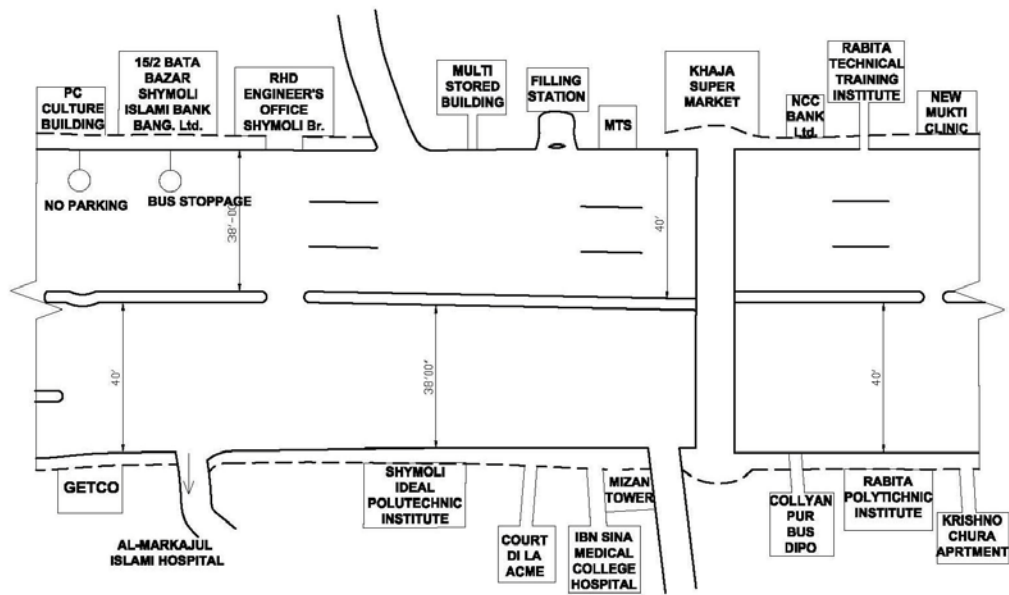 PC
CULTURE
BUILDING
15/2 BATA
BAZAR
SHYMOLI
ISLAMI BANK
BANG. Ltd.
RHD
ENGINEER'S
OFFICE
SHYMOLI Br.
MULTI
STORED
BUILDING
FILLING
STATION
MTS
KHAJA
SUPER
MARKET
NCC
BANK
Ltd.
RABITA
TECHNICAL
TRAINING
INSTITUTE
NEW
MUKTI
CLINIC
NO PARKING
BUS STOPPAGE
38'-00"
40'
40'
38'00"
40'
GETCO
AL-MARKAJUL
ISLAMI HOSPITAL
SHYMOLI
IDEAL
POLUTECHNIC
INSTITUTE
COURT
DI LA
ACME
IBN SINA
MEDICAL
COLLEGE
HOSPITAL
MIZAN
TOWER
COLLYAN
PUR
BUS
DIPO
RABITA
POLYTICHNIC
INSTITUTE
KRISHNO
CHURA
APRTMENT